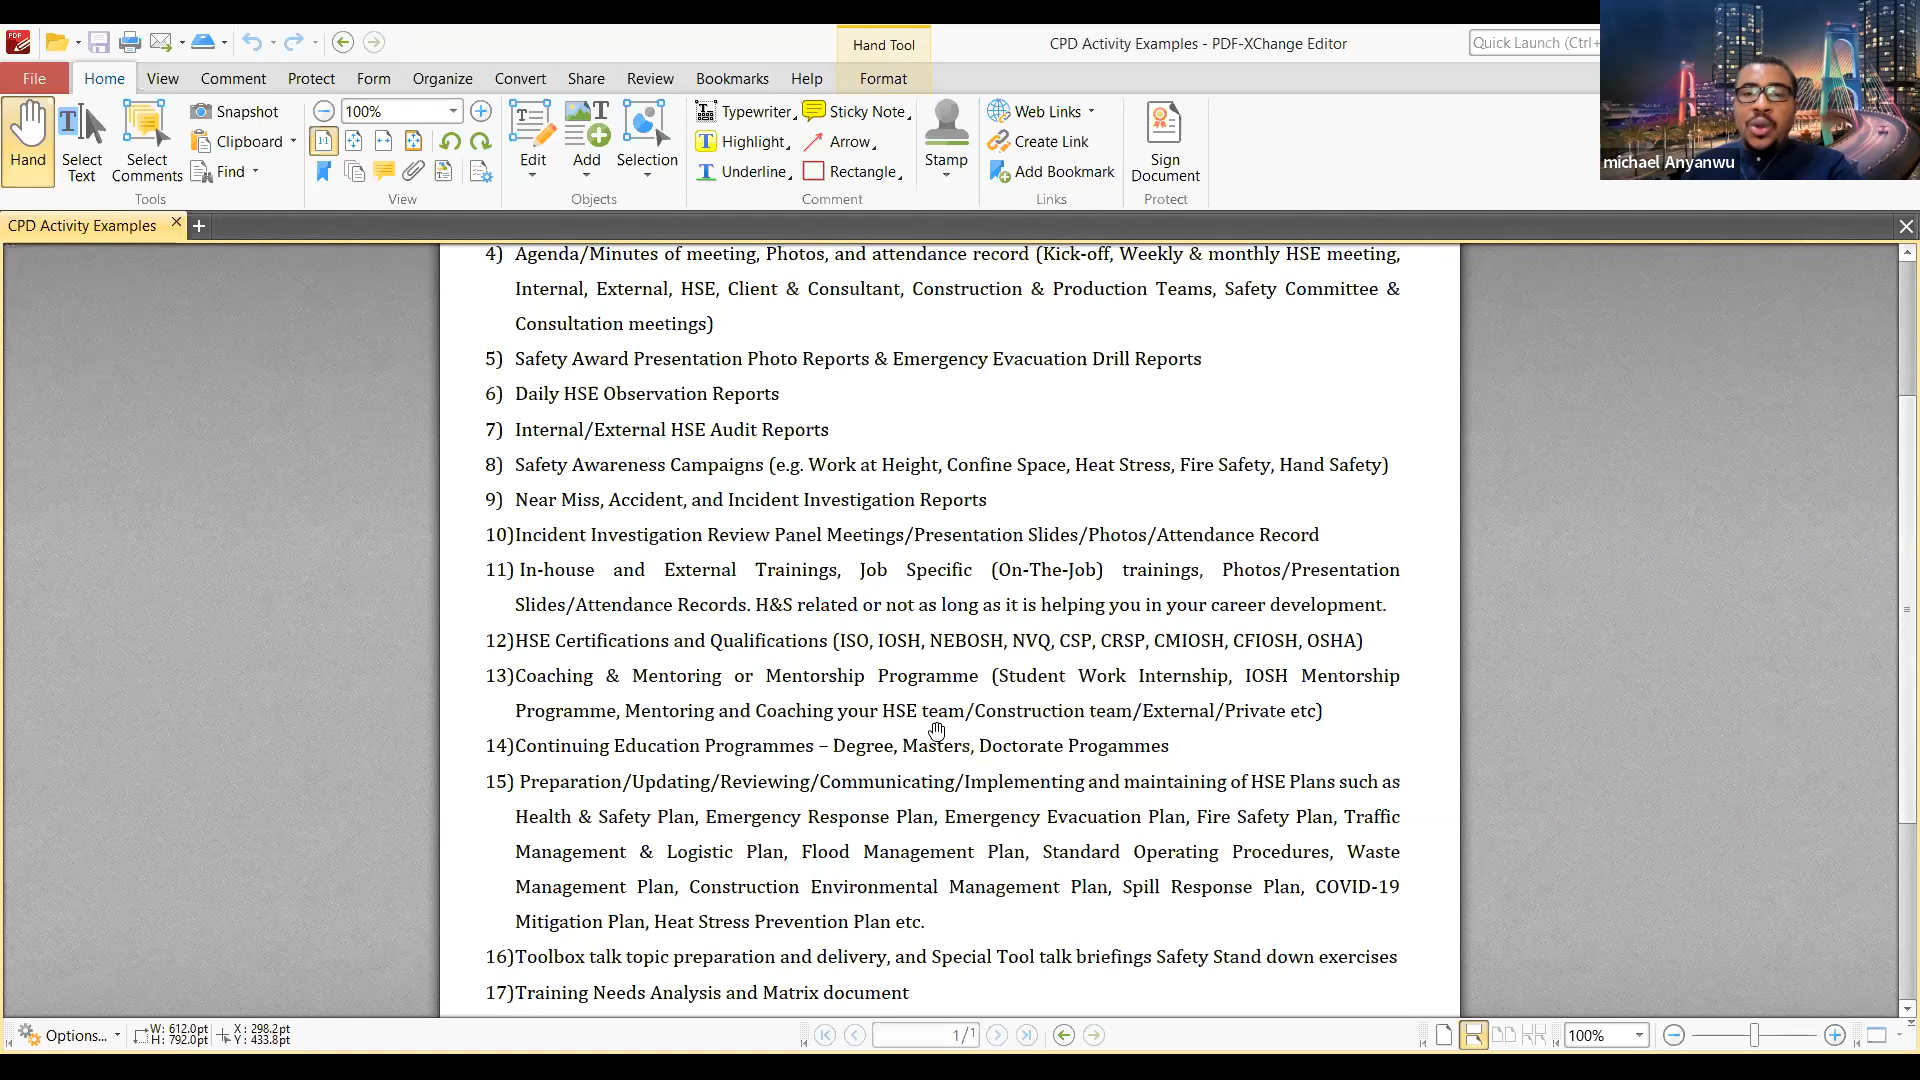 Hand Tool
CPD Activity Examples - PDF-XChange Editor
Quick Launch (Ctrl+
File
Home
View
Comment
Protect
Form
Organize
Convert
Share
Review
Bookmarks
Help
Format
Hand
Select Text
Select Comments
Snapshot
Clipboard
Find
Tools
100%
View
Edit
Add
Selection
Objects
Typewriter
Highlight
Underline
Sticky Note
Arrow
Rectangle
Stamp
Comment
Web Links
Create Link
Add Bookmark
Links
Sign Document
Protect
michael Anyanwu
CPD Activity Examples
4) Agenda/Minutes of meeting, Photos, and attendance record (Kick-off, Weekly & monthly HSE meeting,
Internal, External, HSE, Client & Consultant, Construction & Production Teams, Safety Committee &
Consultation meetings)
5) Safety Award Presentation Photo Reports & Emergency Evacuation Drill Reports
6) Daily HSE Observation Reports
7) Internal/External HSE Audit Reports
8) Safety Awareness Campaigns (e.g. Work at Height, Confine Space, Heat Stress, Fire Safety, Hand Safety)
9) Near Miss, Accident, and Incident Investigation Reports
10)Incident Investigation Review Panel Meetings/Presentation Slides/Photos/Attendance Record
11) In-house and External Trainings, Job Specific (On-The-Job) trainings, Photos/Presentation
Slides/Attendance Records. H&S related or not as long as it is helping you in your career development.
12)HSE Certifications and Qualifications (ISO, IOSH, NEBOSH, NVQ, CSP, CRSP, CMIOSH, CFIOSH, OSHA)
13)Coaching & Mentoring or Mentorship Programme (Student Work Internship, IOSH Mentorship
Programme, Mentoring and Coaching your HSE team/Construction team/External/Private etc)
14)Continuing Education Programmes – Degree, Masters, Doctorate Progammes
15) Preparation/Updating/Reviewing/Communicating/Implementing and maintaining of HSE Plans such as
Health & Safety Plan, Emergency Response Plan, Emergency Evacuation Plan, Fire Safety Plan, Traffic
Management & Logistic Plan, Flood Management Plan, Standard Operating Procedures, Waste
Management Plan, Construction Environmental Management Plan, Spill Response Plan, COVID-19
Mitigation Plan, Heat Stress Prevention Plan etc.
16)Toolbox talk topic preparation and delivery, and Special Tool talk briefings Safety Stand down exercises
17)Training Needs Analysis and Matrix document
Options...
W: 612.0pt
H: 792.0pt
X: 298.2pt
Y: 433.8pt
1/1
100%